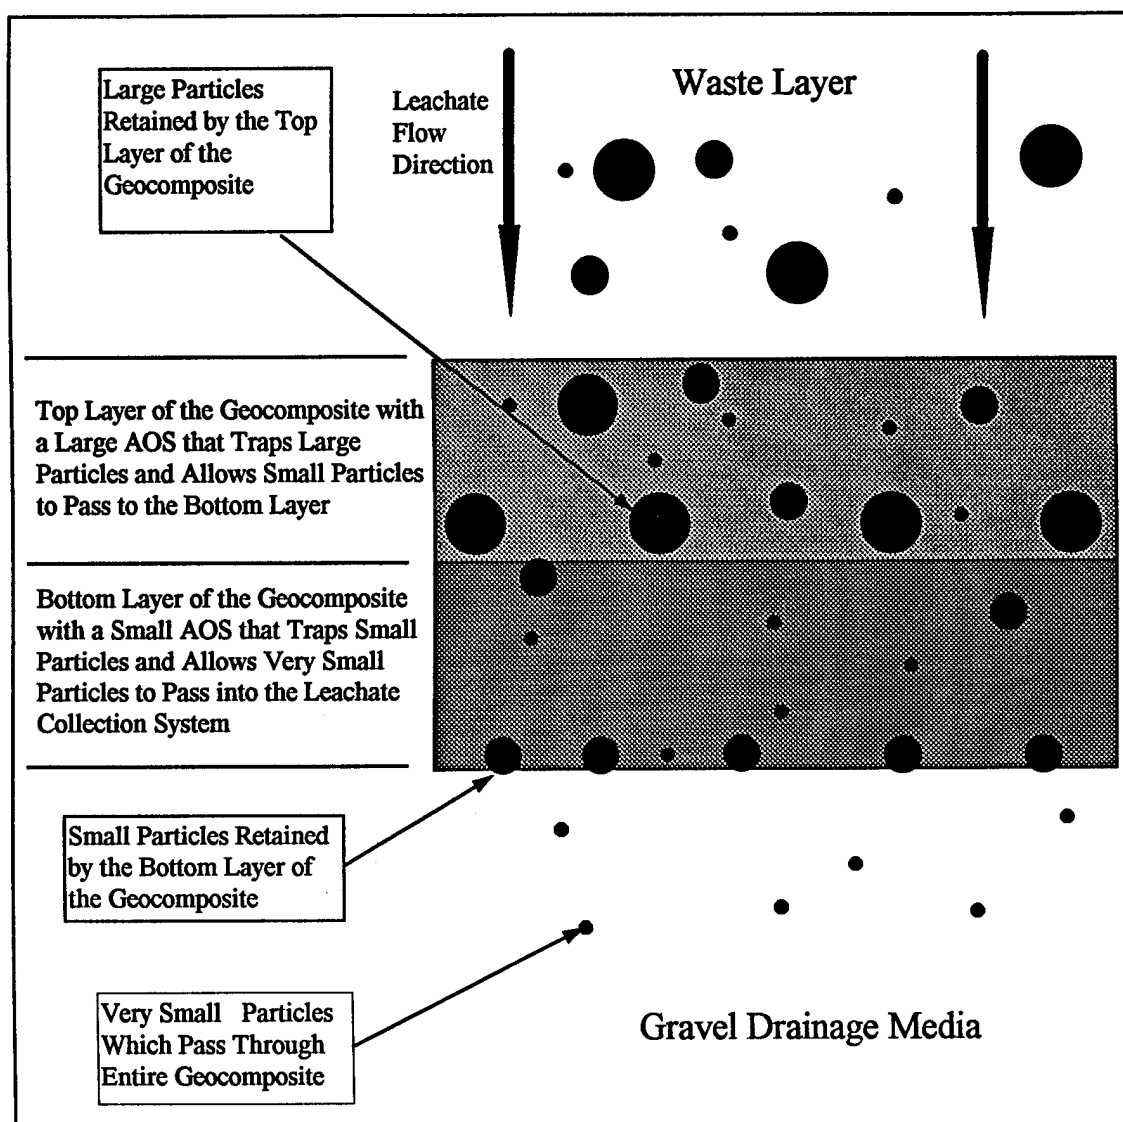 Large Particles
Retained by the Top
Layer of the
Geocomposite
Leachate
Flow
Direction
Waste Layer
Top Layer of the Geocomposite with
a Large AOS that Traps Large
Particles and Allows Small Particles
to Pass to the Bottom Layer
Bottom Layer of the Geocomposite
with a Small AOS that Traps Small
Particles and Allows Very Small
Particles to Pass into the Leachate
Collection System
Small Particles Retained
by the Bottom Layer of
the Geocomposite
Very Small Particles
Which Pass Through
Entire Geocomposite
Gravel Drainage Media